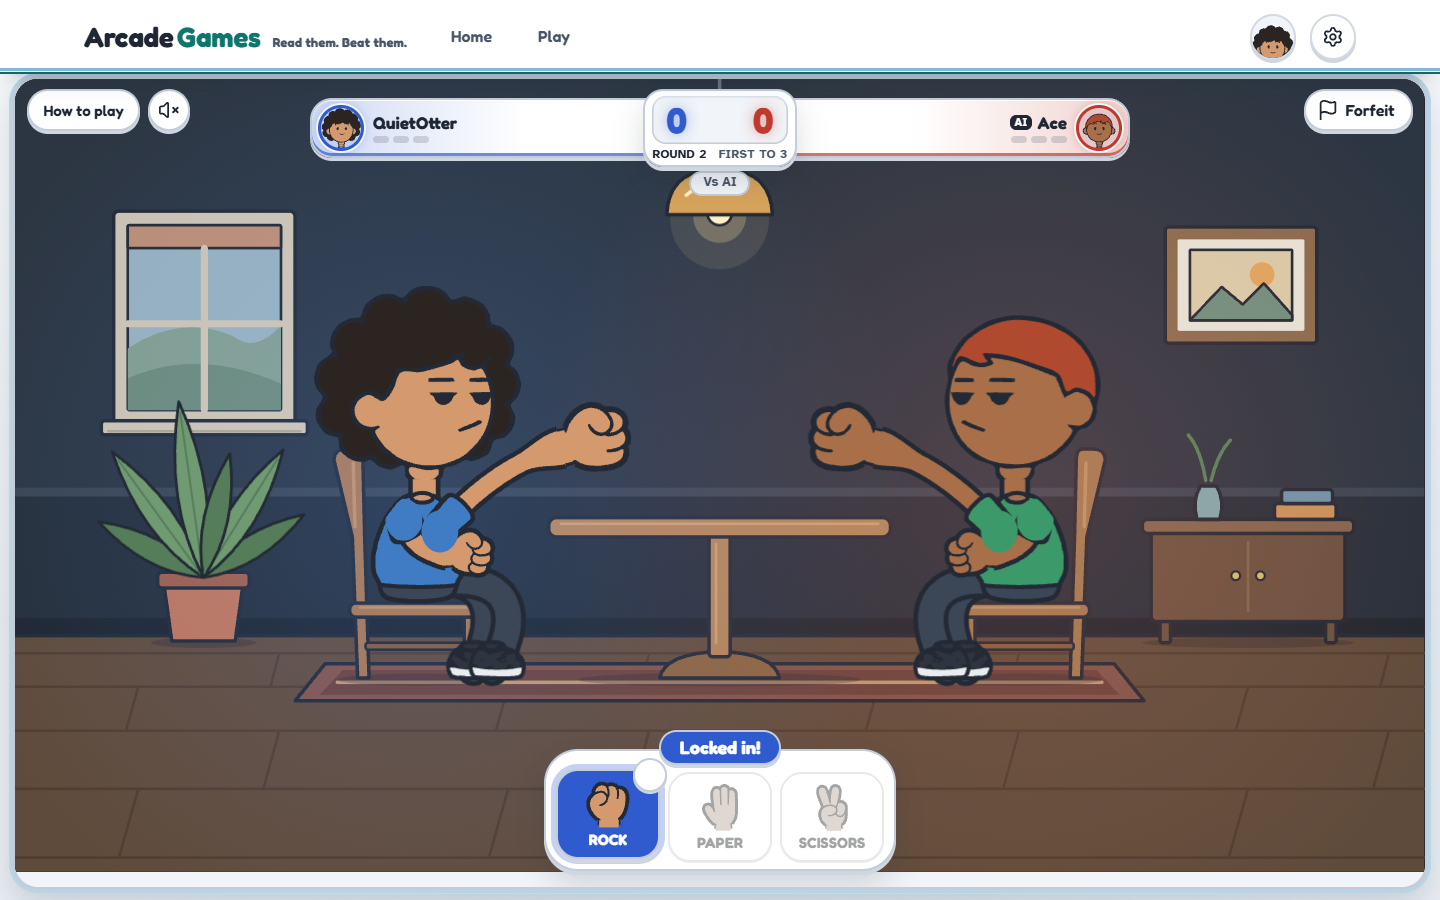 Arcade Games
Read them. Beat them.
Home
Play
How to play
QuietOtter
0
0
ROUND 2
FIRST TO 3
AI Ace
Forfeit
Vs AI
Locked in!
ROCK
PAPER
SCISSORS